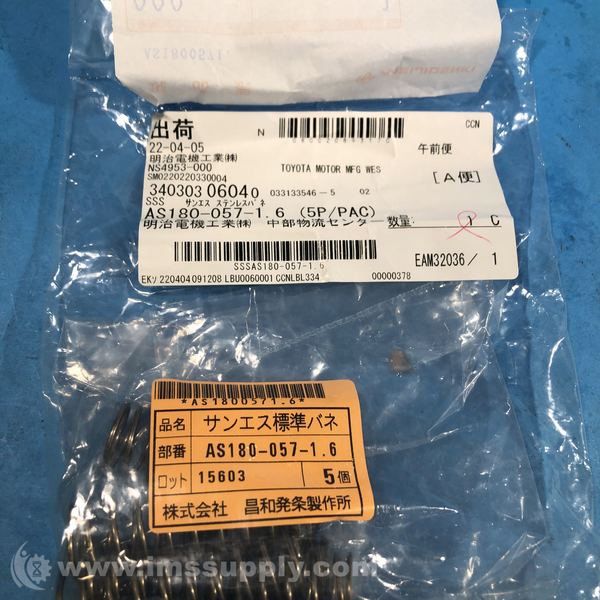 AS1800571.
出荷
N
CCN
22-04-05
午前便
明治電機工業㈱
NS4953-000
TOYOTA MOTOR MFG WES
SM0220220330004
[A便]
340303 06040
033133546-5 02
SSS サンエス ステンレスバネ
AS180-057-1.6 (5P/PAC)
明治電機工業㈱ 中部物流センター
数量: 1 C
SSSAS180-057-1.6
EAM32036/ 1
EKY 220404 091208 LBU0060001 CCNLBL334
00000378
*AS1800571.6*
品名 サンエス標準バネ
部番 AS180-057-1.6
ロット 15603 5個
株式会社 昌和発条製作所
www.imssupply.com